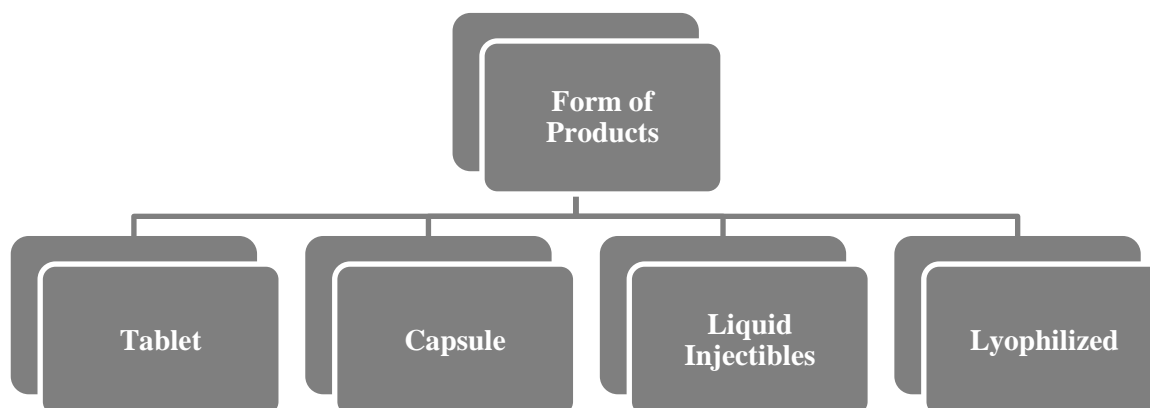 Form of
Products
Tablet
Capsule
Liquid
Injectibles
Lyophilized